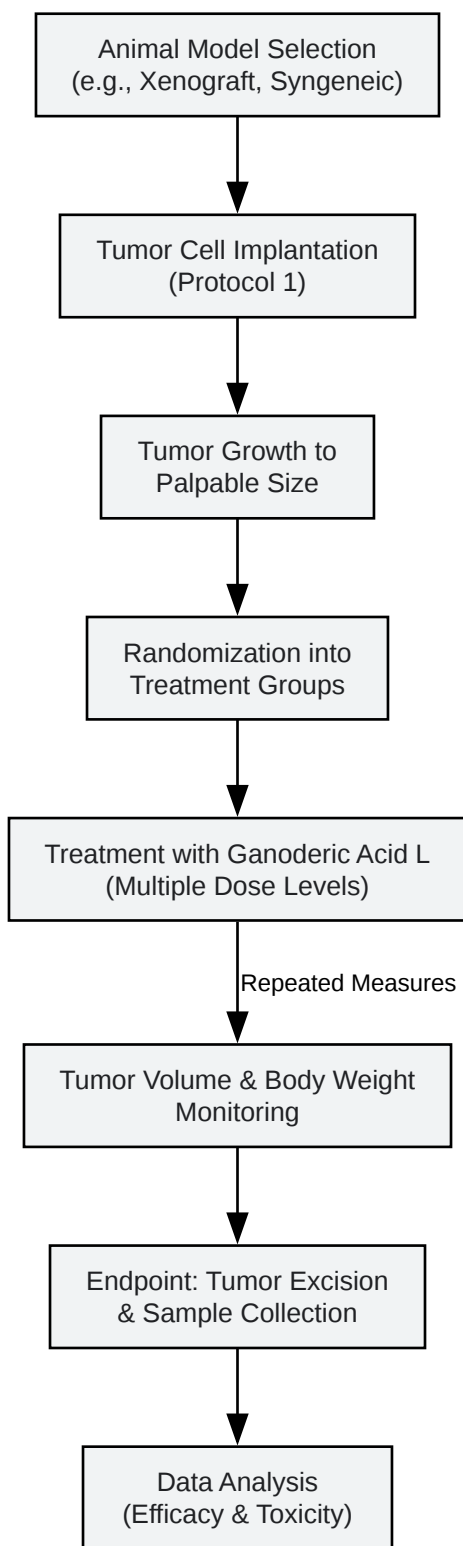 Animal Model Selection
(e.g., Xenograft, Syngeneic)
Tumor Cell Implantation
(Protocol 1)
Tumor Growth to
Palpable Size
Randomization into
Treatment Groups
Treatment with Ganoderic Acid L
(Multiple Dose Levels)
Repeated Measures
Tumor Volume & Body Weight
Monitoring
Endpoint: Tumor Excision
& Sample Collection
Data Analysis
(Efficacy & Toxicity)